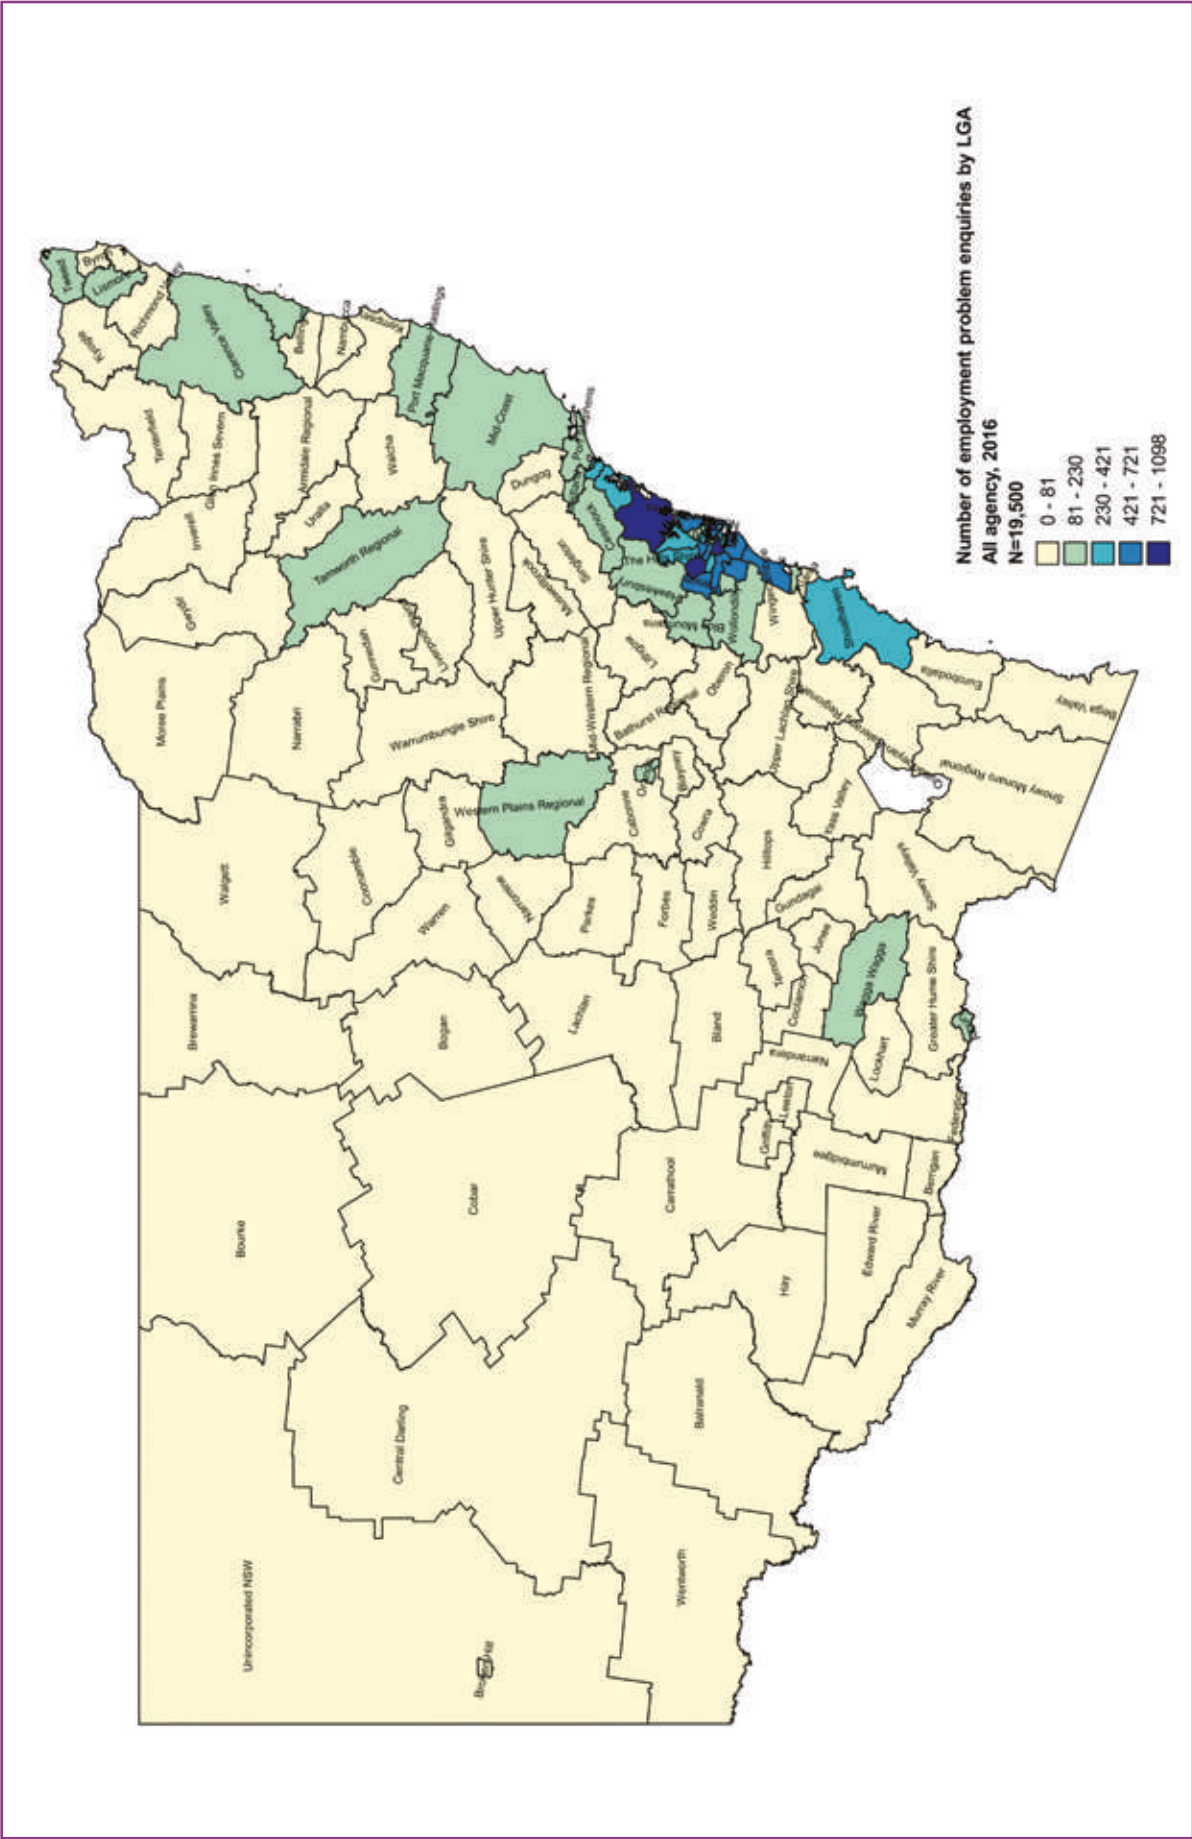 Number of employment problem enquiries by LGA
All agency, 2016
N=19,500
0 - 81
81 - 230
230 - 421
421 - 721
721 - 1098
Tweed
Byron
Lismore
Kyogle
Richmond Valley
Tenterfield
Clarence Valley
Glen Innes Severn
Armidale Regional
Nambucca
Inverell
Gwydir
Moree Plains
Uralla
Walcha
Port Macquarie-Hastings
Tamworth Regional
Mid-Coast
Narrabri
Gunnedah
Walgett
Coonamble
Warrumbungle Shire
Upper Hunter Shire
Dungog
Muswellbrook
Singleton
Cessnock
Brewarrina
Bourke
Warren
Gilgandra
Western Plains Regional
Mid-Western Regional
Lithgow
Hawkesbury
Blue Mountains
Narromine
Bogan
Cobar
Central Darling
Unincorporated NSW
Broken Hill
Parkes
Cabonne
Bathurst Regional
Oberon
Blayney
Cowra
Forbes
Weddin
Lachlan
Bland
Carrathool
Balranald
Wentworth
Hay
Hilltops
Upper Lachlan Shire
Shoalhaven
Yass Valley
Gundagai
Temora
Junee
Narrandera
Leeton
Griffith
Murrumbidgee
Wagga Wagga
Lockhart
Edward River
Murray River
Berrigan
Greater Hume Shire
Snowy Valleys
Snowy Monaro Regional
Eurobodalla
Bega Valley